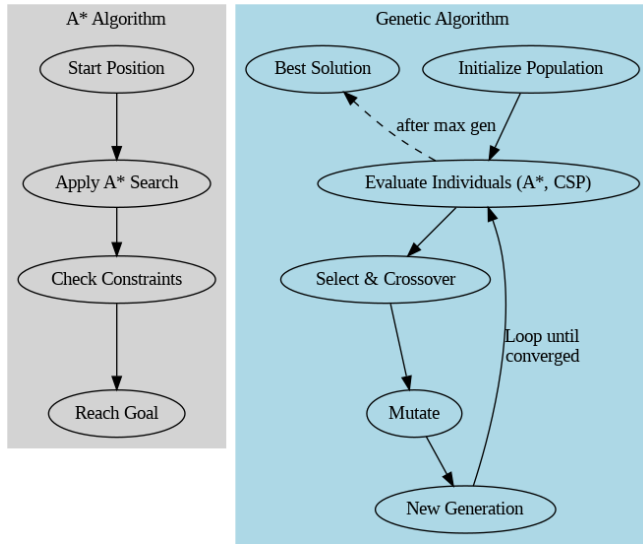 A* Algorithm
Start Position
Apply A* Search
Check Constraints
Reach Goal
Genetic Algorithm
Best Solution
Initialize Population
after max gen
Evaluate Individuals (A*, CSP)
Select & Crossover
Loop until
converged
Mutate
New Generation